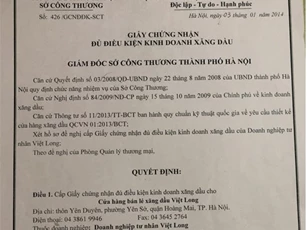 SỞ CÔNG THƯƠNG Độc lập - Tự do - Hạnh phúc
Số: 426 /GCNĐĐK-SCT Hà Nội, ngày 03 tháng 01 năm 2014
GIẤY CHỨNG NHẬN
ĐỦ ĐIỀU KIỆN KINH DOANH XĂNG DẦU
GIÁM ĐỐC SỞ CÔNG THƯƠNG THÀNH PHỐ HÀ NỘI
Căn cứ Quyết định số 03/2008/QĐ-UBND ngày 22 tháng 8 năm 2008 của UBND thành phố Hà
Nội quy định chức năng nhiệm vụ của Sở Công Thương;
Căn cứ Nghị định số 84/2009/NĐ-CP ngày 15 tháng 10 năm 2009 của Chính phủ về kinh doanh
xăng dầu;
Căn cứ Thông tư số 11/2013/TT-BCT ban hành quy chuẩn kỹ thuật quốc gia về yêu cầu thiết kế
cửa hàng xăng dầu QCVN 01:2013/BCT;
Xét hồ sơ đề nghị cấp Giấy chứng nhận đủ điều kiện kinh doanh xăng dầu của Doanh nghiệp tư
nhân Việt Long;
Theo đề nghị của Phòng Quản lý thương mại,
QUYẾT ĐỊNH:
Điều 1. Cấp Giấy chứng nhận đủ điều kiện kinh doanh xăng dầu cho
Cửa hàng bán lẻ xăng dầu Việt Long
Địa chỉ: thôn Yên Duyên, phường Yên Sở, quận Hoàng Mai, TP. Hà Nội.
Điện thoại: 04 3861 9946 Fax: 04 3645 2764
Doanh nghiệp tư nhân Việt Long